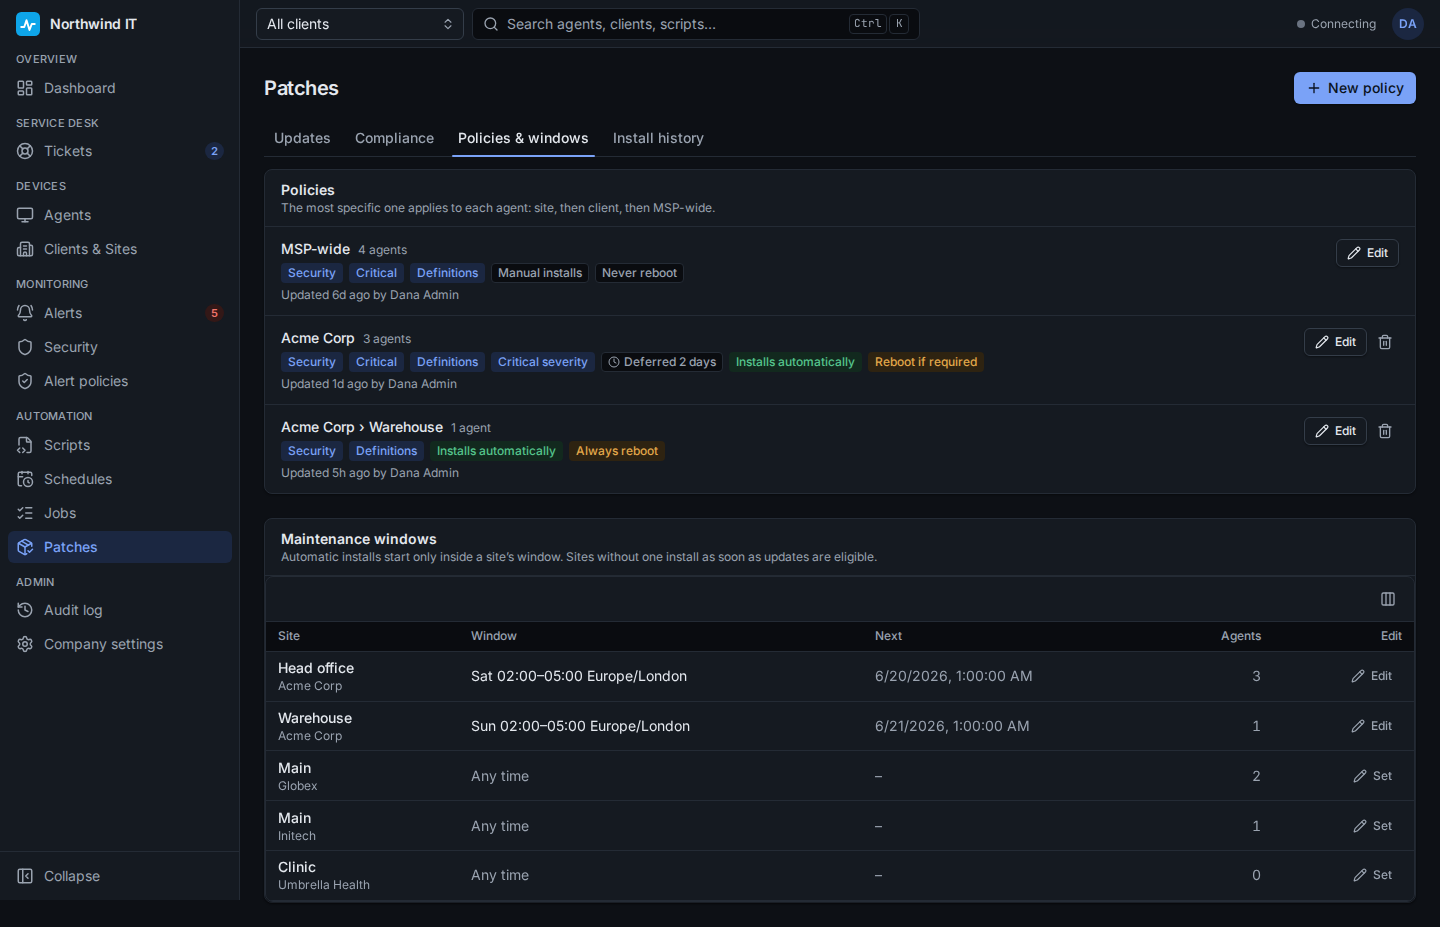 Northwind IT
All clients
Search agents, clients, scripts...
Ctrl K
Connecting
DA
OVERVIEW
Dashboard
SERVICE DESK
Tickets 2
DEVICES
Agents
Clients & Sites
MONITORING
Alerts 5
Security
Alert policies
AUTOMATION
Scripts
Schedules
Jobs
Patches
ADMIN
Audit log
Company settings
Collapse
Patches
New policy
Updates Compliance Policies & windows Install history
Policies
The most specific one applies to each agent: site, then client, then MSP-wide.
MSP-wide 4 agents
Edit
Security Critical Definitions Manual installs Never reboot
Updated 6d ago by Dana Admin
Acme Corp 3 agents
Edit
Security Critical Definitions Critical severity Deferred 2 days Installs automatically Reboot if required
Updated 1d ago by Dana Admin
Acme Corp › Warehouse 1 agent
Edit
Security Definitions Installs automatically Always reboot
Updated 5h ago by Dana Admin
Maintenance windows
Automatic installs start only inside a site’s window. Sites without one install as soon as updates are eligible.
Site Window Next Agents Edit
Head office
Acme Corp
Sat 02:00–05:00 Europe/London 6/20/2026, 1:00:00 AM 3 Edit
Warehouse
Acme Corp
Sun 02:00–05:00 Europe/London 6/21/2026, 1:00:00 AM 1 Edit
Main
Globex
Any time – 2 Set
Main
Initech
Any time – 1 Set
Clinic
Umbrella Health
Any time – 0 Set